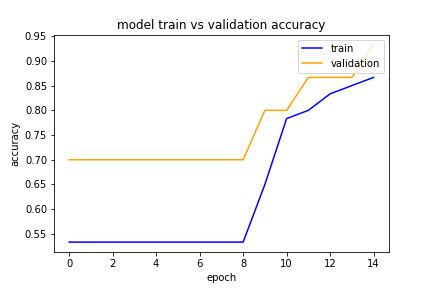 model train vs validation accuracy
0.95
0.90
0.85
0.80
0.75
0.70
0.65
0.60
0.55
accuracy
train
validation
0 2 4 6 8 10 12 14
epoch